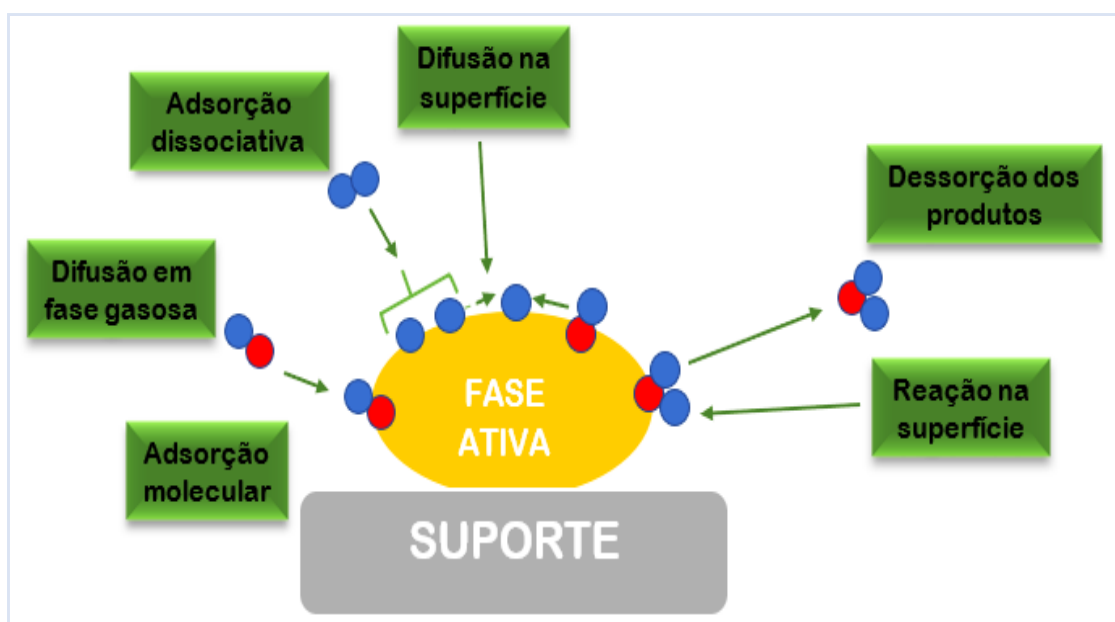 Difusão na
superfície
Adsorção
dissociativa
Dessorção dos
produtos
Difusão em
fase gasosa
FASE
ATIVA
Reação na
superfície
Adsorção
molecular
SUPORTE